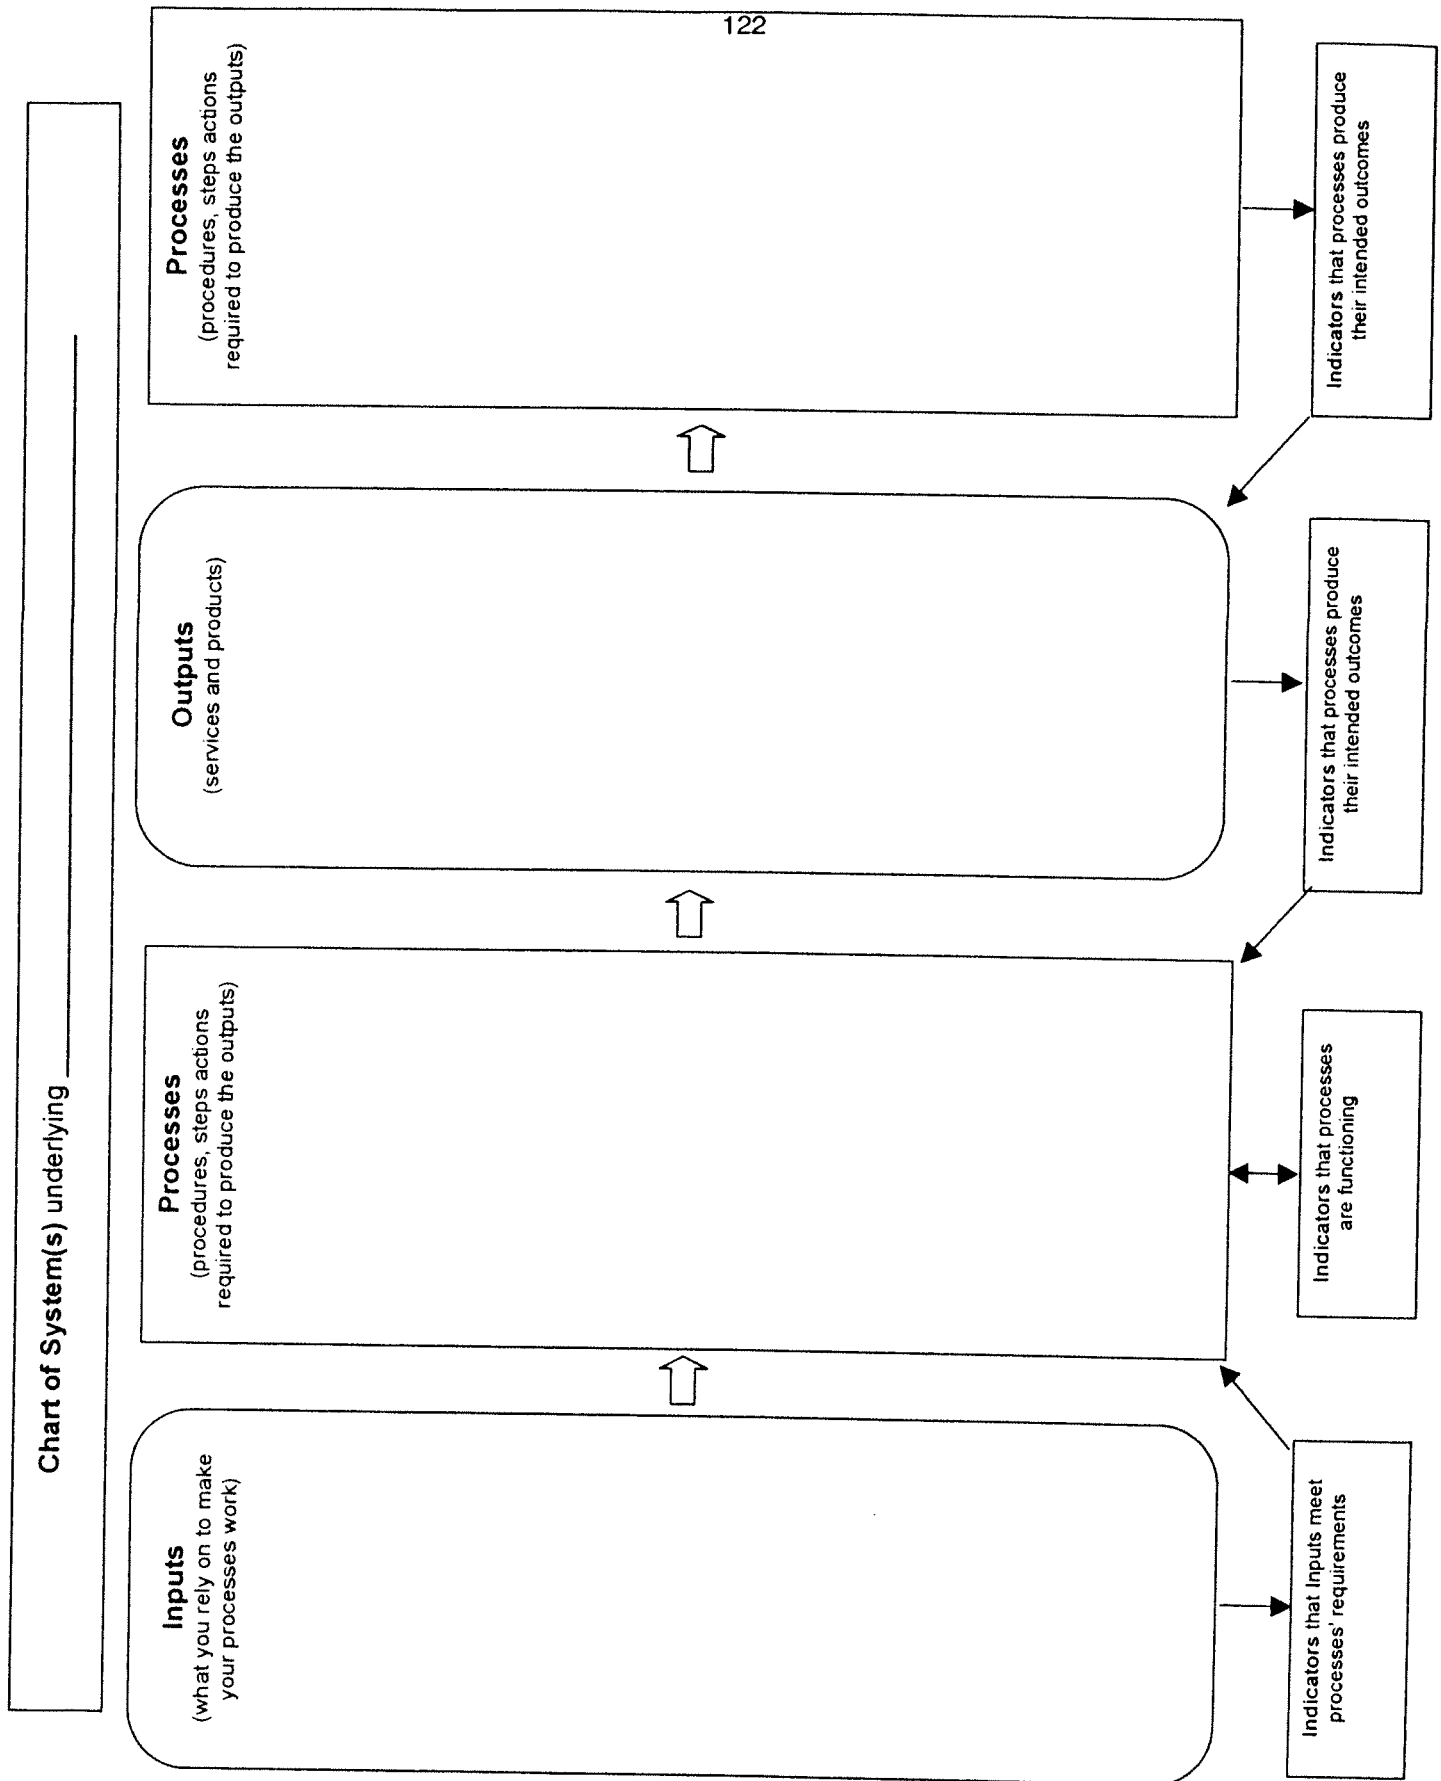 122
Chart of System(s) underlying
Inputs
(what you rely on to make
your processes work)
Processes
(procedures, steps actions
required to produce the outputs)
Outputs
(services and products)
Processes
(procedures, steps actions
required to produce the outputs)
Indicators that Inputs meet
processes' requirements
Indicators that processes
are functioning
Indicators that processes produce
their intended outcomes
Indicators that processes produce
their intended outcomes